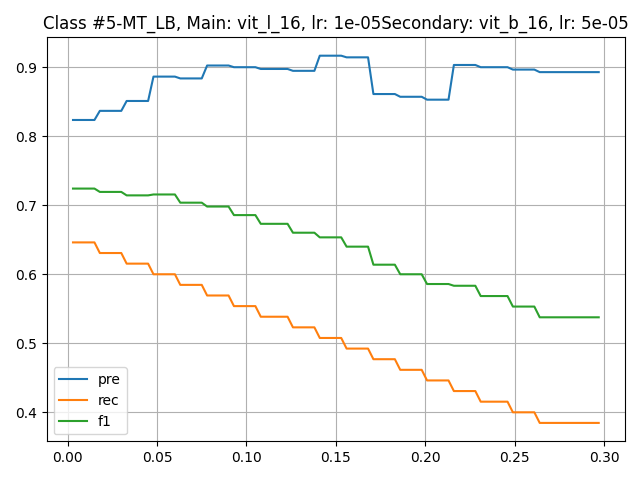 Class #5-MT_LB, Main: vit_l_16, lr: 1e-05Secondary: vit_b_16, lr: 5e-05
0.9
0.8
0.7
0.6
0.5
0.4
pre
rec
f1
0.00 0.05 0.10 0.15 0.20 0.25 0.30